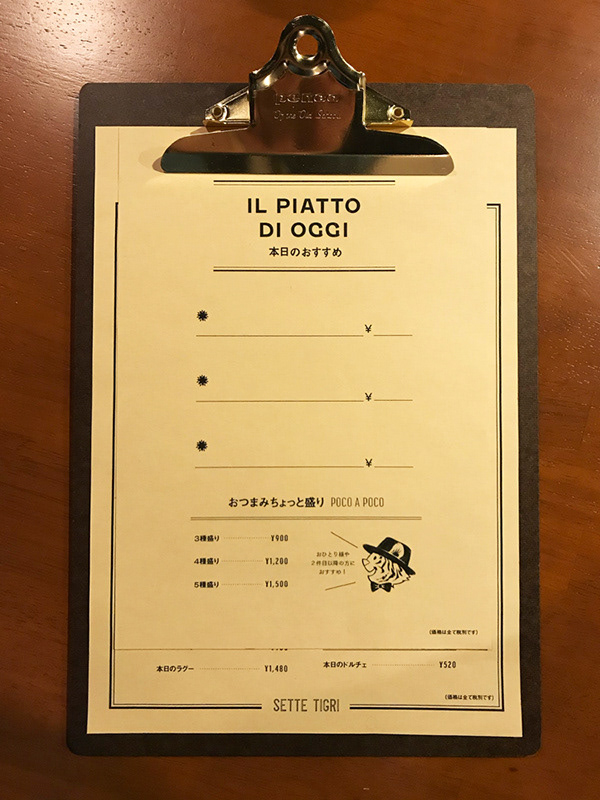 IL PIATTO
DI OGGI
本日のおすすめ
¥
¥
¥
おつまみちょっと盛り POCO A POCO
3種盛り ¥900
4種盛り ¥1,200
5種盛り ¥1,500
おひとり様や
2件目以降の方に
おすすめ!
(価格は全て税別です)
本日のラグー ¥1,480
本日のドルチェ ¥520
(価格は全て税別です)
SETTE TIGRI